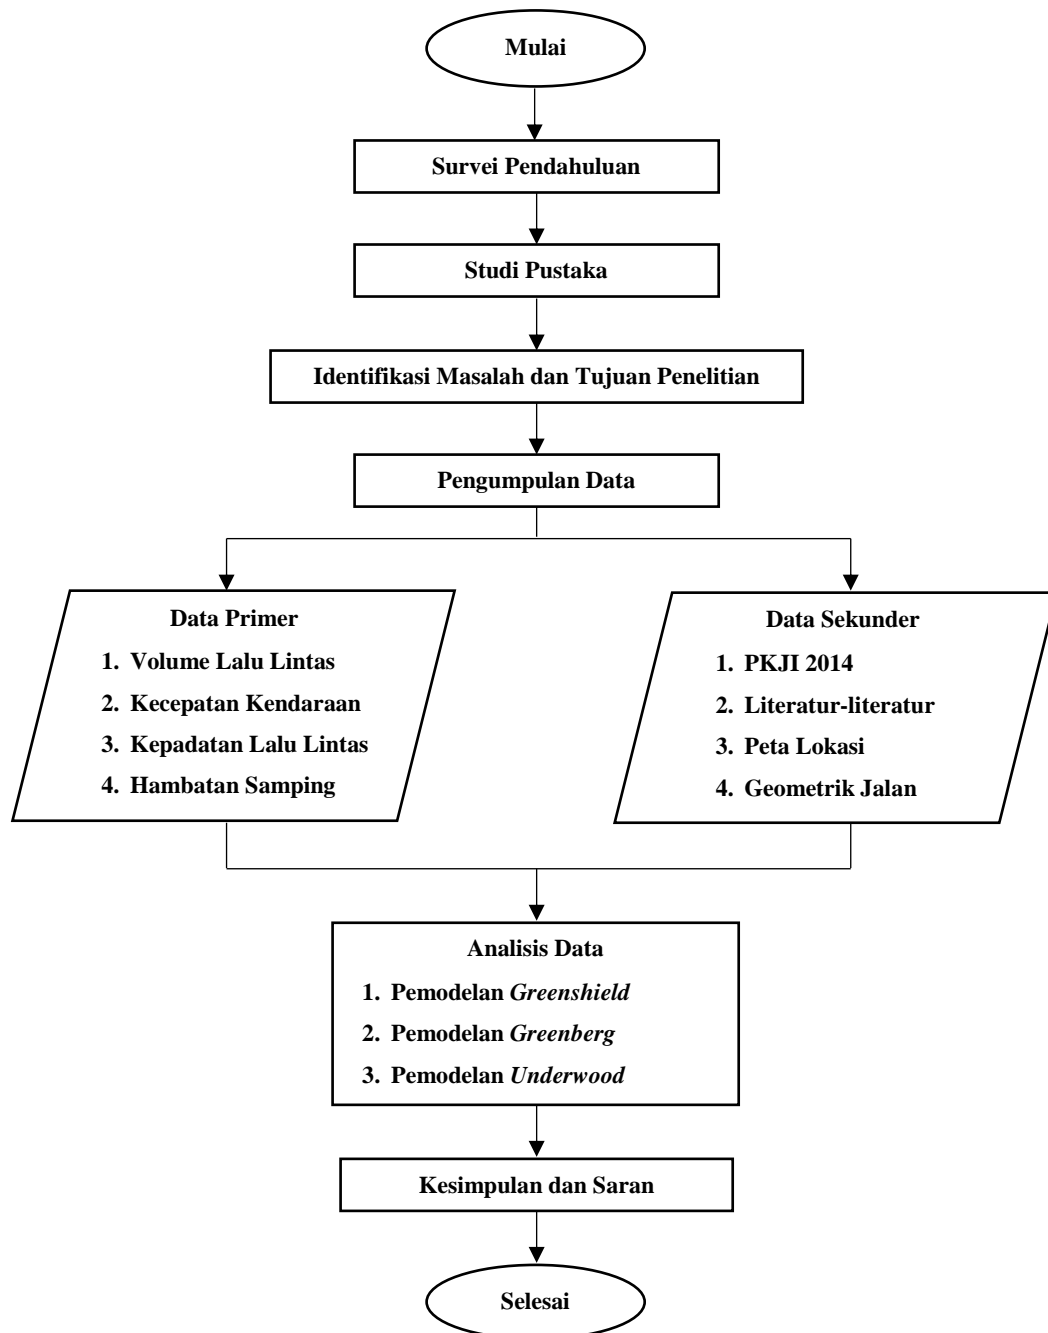 Mulai
Survei Pendahuluan
Studi Pustaka
Identifikasi Masalah dan Tujuan Penelitian
Pengumpulan Data
Data Primer
1. Volume Lalu Lintas
2. Kecepatan Kendaraan
3. Kepadatan Lalu Lintas
4. Hambatan Samping
Data Sekunder
1. PKJI 2014
2. Literatur-literatur
3. Peta Lokasi
4. Geometrik Jalan
Analisis Data
1. Pemodelan Greenshield
2. Pemodelan Greenberg
3. Pemodelan Underwood
Kesimpulan dan Saran
Selesai